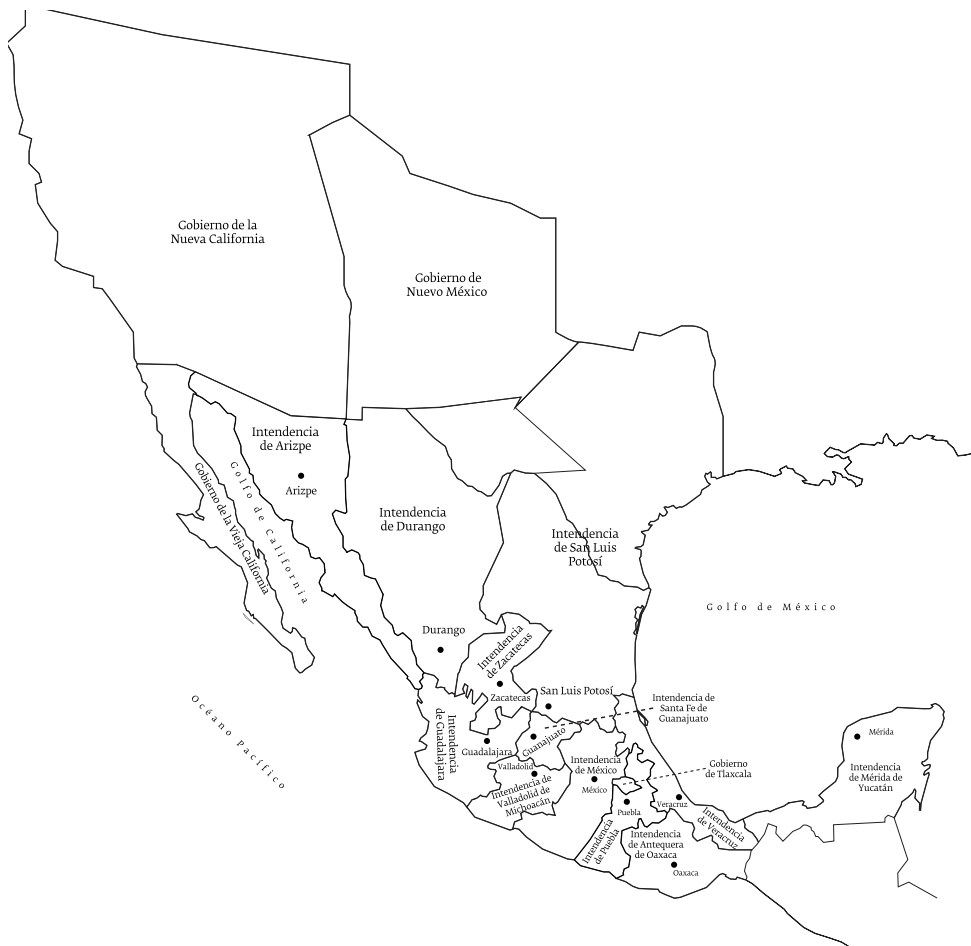 Gobierno de la
Nueva California
Gobierno de
Nuevo México
Intendencia
de Arizpe
Arizpe
Gobierno de la Vieja California
Golfo de California
Intendencia
de Durango
Intendencia
de San Luis
Potosí
Golfo de México
Durango
Intendencia
de Zacatecas
Zacatecas
San Luis Potosí
Intendencia de
Santa Fe de
Guanajuato
Océano Pacífico
Intendencia
de Guadalajara
Guadalajara
Guanajuato
Mérida
Intendencia
de Mérida de
Yucatán
Valladolid
Intendencia de
Valladolid de
Michoacán
Intendencia
de México
México
Gobierno
de Tlaxcala
Puebla
Veracruz
Intendencia
de Veracruz
Intendencia
de Puebla
Intendencia
de Antequera
de Oaxaca
Oaxaca